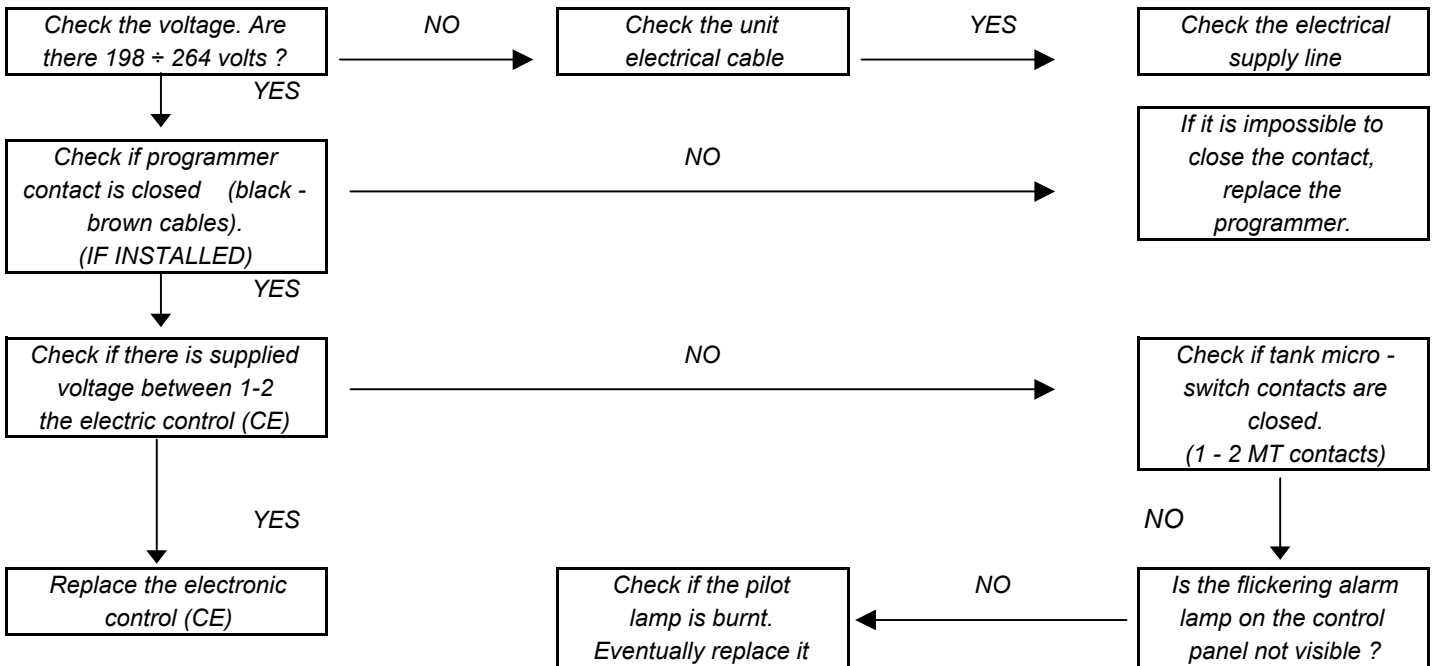 Check the voltage. Are
there 198 ÷ 264 volts ?
NO
Check the unit
electrical cable
YES
Check the electrical
supply line
YES
Check if programmer
contact is closed (black -
brown cables).
(IF INSTALLED)
NO
If it is impossible to
close the contact,
replace the
programmer.
YES
Check if there is supplied
voltage between 1-2
the electric control (CE)
NO
Check if tank micro -
switch contacts are
closed.
(1 - 2 MT contacts)
YES
NO
Replace the electronic
control (CE)
Check if the pilot
lamp is burnt.
Eventually replace it
NO
Is the flickering alarm
lamp on the control
panel not visible ?